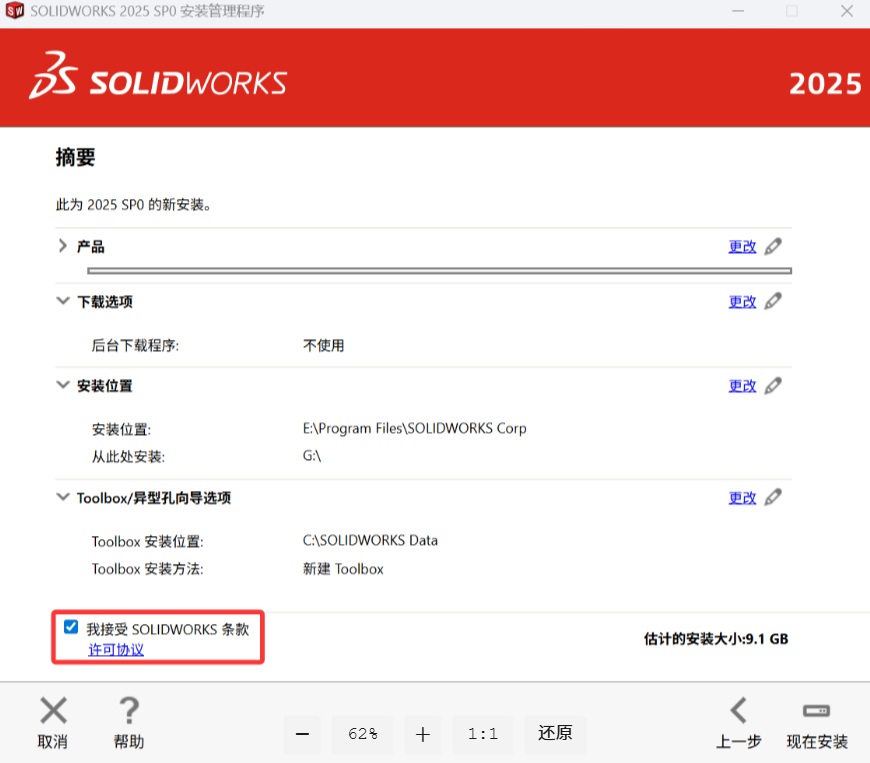 SOLIDWORKS 2025 SP0 安装管理程序
SOLIDWORKS
2025
摘要
此为 2025 SP0 的新安装。
产品
更改
下载选项
更改
后台下载程序:
不使用
安装位置
更改
安装位置:
E:\Program Files\SOLIDWORKS Corp
从此处安装:
G:\
Toolbox/异型孔向导选项
更改
Toolbox 安装位置:
C:\SOLIDWORKS Data
Toolbox 安装方法:
新建 Toolbox
我接受 SOLIDWORKS 条款
许可协议
估计的安装大小:9.1 GB
取消
帮助
62%
1:1
还原
上一步
现在安装